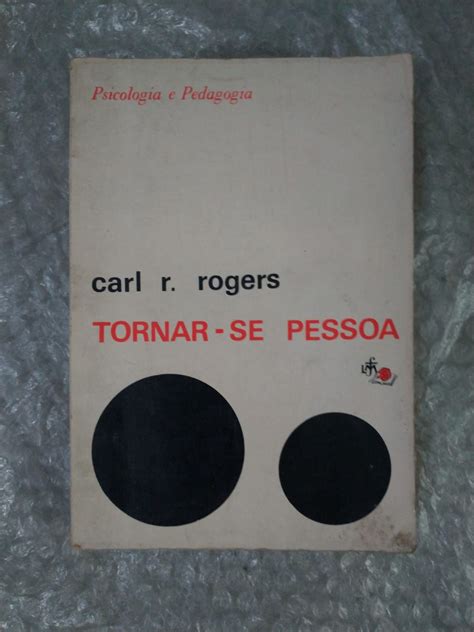 Psicologia e Pedagogia
carl r. rogers
TORNAR-SE PESSOA